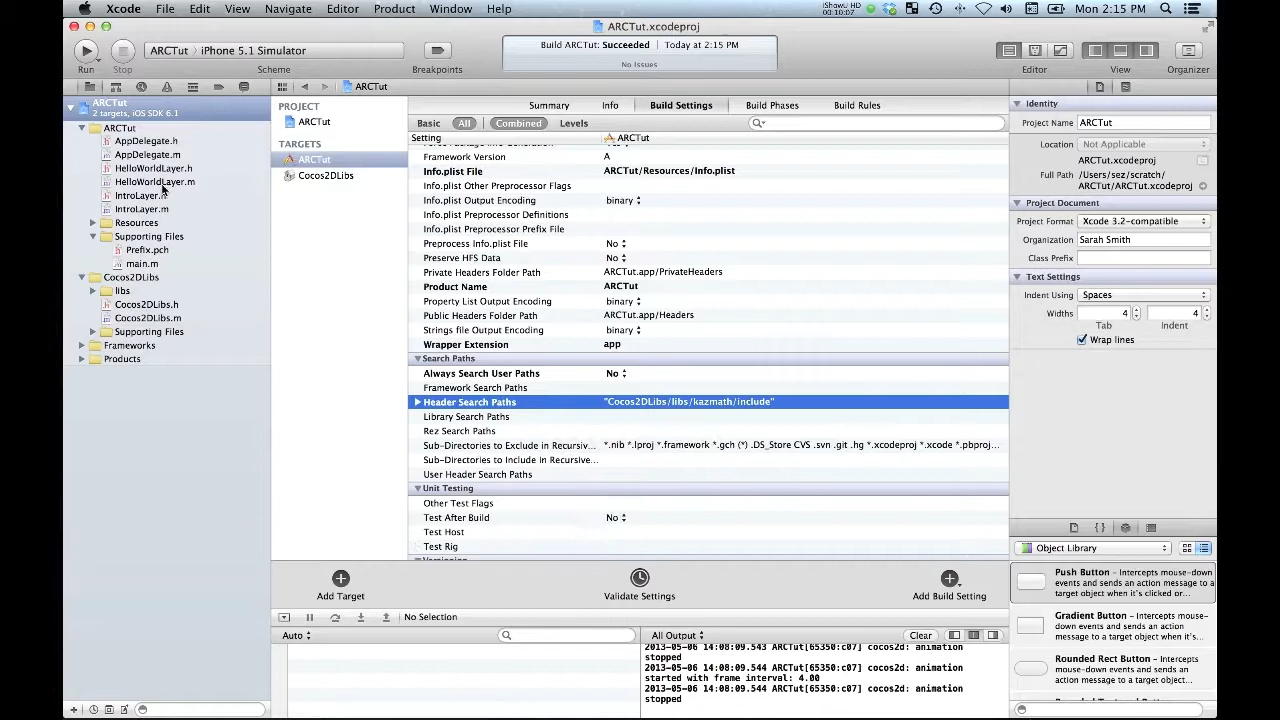 Xcode File Edit View Navigate Editor Product Window Help
iShowU HD
00:10:07
Mon 2:15 PM
ARCTut.xcodeproj
ARCTut › iPhone 5.1 Simulator
Build ARCTut: Succeeded | Today at 2:15 PM
No Issues
Run Stop Scheme Breakpoints Editor View Organizer
ARCTut
ARCTut
2 targets, iOS SDK 6.1
ARCTut
AppDelegate.h
AppDelegate.m
HelloWorldLayer.h
HelloWorldLayer.m
IntroLayer.h
IntroLayer.m
Resources
Supporting Files
Prefix.pch
main.m
Cocos2DLibs
libs
Cocos2DLibs.h
Cocos2DLibs.m
Supporting Files
Frameworks
Products
PROJECT
ARCTut
TARGETS
ARCTut
Cocos2DLibs
Summary Info Build Settings Build Phases Build Rules
Basic All Combined Levels
Setting ARCTut
Framework Version A
Info.plist File ARCTut/Resources/Info.plist
Info.plist Other Preprocessor Flags
Info.plist Output Encoding binary
Info.plist Preprocessor Definitions
Info.plist Preprocessor Prefix File
Preprocess Info.plist File No
Preserve HFS Data No
Private Headers Folder Path ARCTut.app/PrivateHeaders
Product Name ARCTut
Property List Output Encoding binary
Public Headers Folder Path ARCTut.app/Headers
Strings file Output Encoding binary
Wrapper Extension app
Search Paths
Always Search User Paths No
Framework Search Paths
Header Search Paths "Cocos2DLibs/libs/kazmath/include"
Library Search Paths
Rez Search Paths
Sub-Directories to Exclude in Recursiv... *.nib *.lproj *.framework *.gch (*) .DS_Store CVS .svn .git .hg *.xcodeproj *.xcode *.pbproj...
Sub-Directories to Include in Recursive...
User Header Search Paths
Unit Testing
Other Test Flags
Test After Build No
Test Host
Test Rig
Add Target Validate Settings Add Build Setting
No Selection
Auto All Output Clear
2013-05-06 14:08:09.543 ARCTut[65350:c07] cocos2d: animation
stopped
2013-05-06 14:08:09.544 ARCTut[65350:c07] cocos2d: animation
started with frame interval: 4.00
2013-05-06 14:08:09.544 ARCTut[65350:c07] cocos2d: animation
stopped
Identity
Project Name ARCTut
Location Not Applicable
ARCTut.xcodeproj
Full Path /Users/sez/scratch/
ARCTut/ARCTut.xcodeproj
Project Document
Project Format Xcode 3.2-compatible
Organization Sarah Smith
Class Prefix
Text Settings
Indent Using Spaces
Widths 4 4
Tab Indent
Wrap lines
Object Library
Push Button – Intercepts mouse-down
events and sends an action message to a
target object when it's clicked or...
Gradient Button – Intercepts mouse-
down events and sends an action
message to a target object when it's...
Rounded Rect Button – Intercepts
mouse-down events and sends an
action message to a target object...